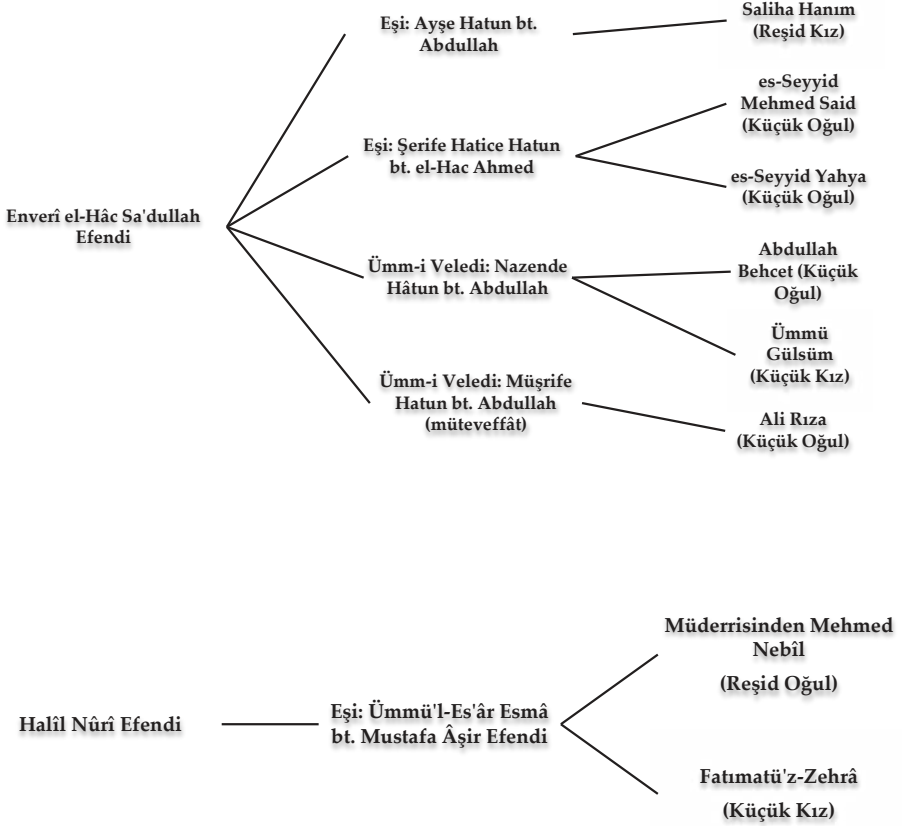 Enverî el-Hâc Sa'dullah
Efendi
Eşi: Ayşe Hatun bt.
Abdullah
Saliha Hanım
(Reşid Kız)
Eşi: Şerife Hatice Hatun
bt. el-Hac Ahmed
es-Seyyid
Mehmed Said
(Küçük Oğul)
es-Seyyid Yahya
(Küçük Oğul)
Ümm-i Veledi: Nazende
Hâtun bt. Abdullah
Abdullah
Behcet (Küçük
Oğul)
Ümmü
Gülsüm
(Küçük Kız)
Ümm-i Veledi: Müşrife
Hatun bt. Abdullah
(müteveffât)
Ali Rıza
(Küçük Oğul)
Halîl Nûrî Efendi
Eşi: Ümmü'l-Es'âr Esmâ
bt. Mustafa Âşir Efendi
Müderrisinden Mehmed
Nebîl
(Reşid Oğul)
Fatımatü'z-Zehrâ
(Küçük Kız)